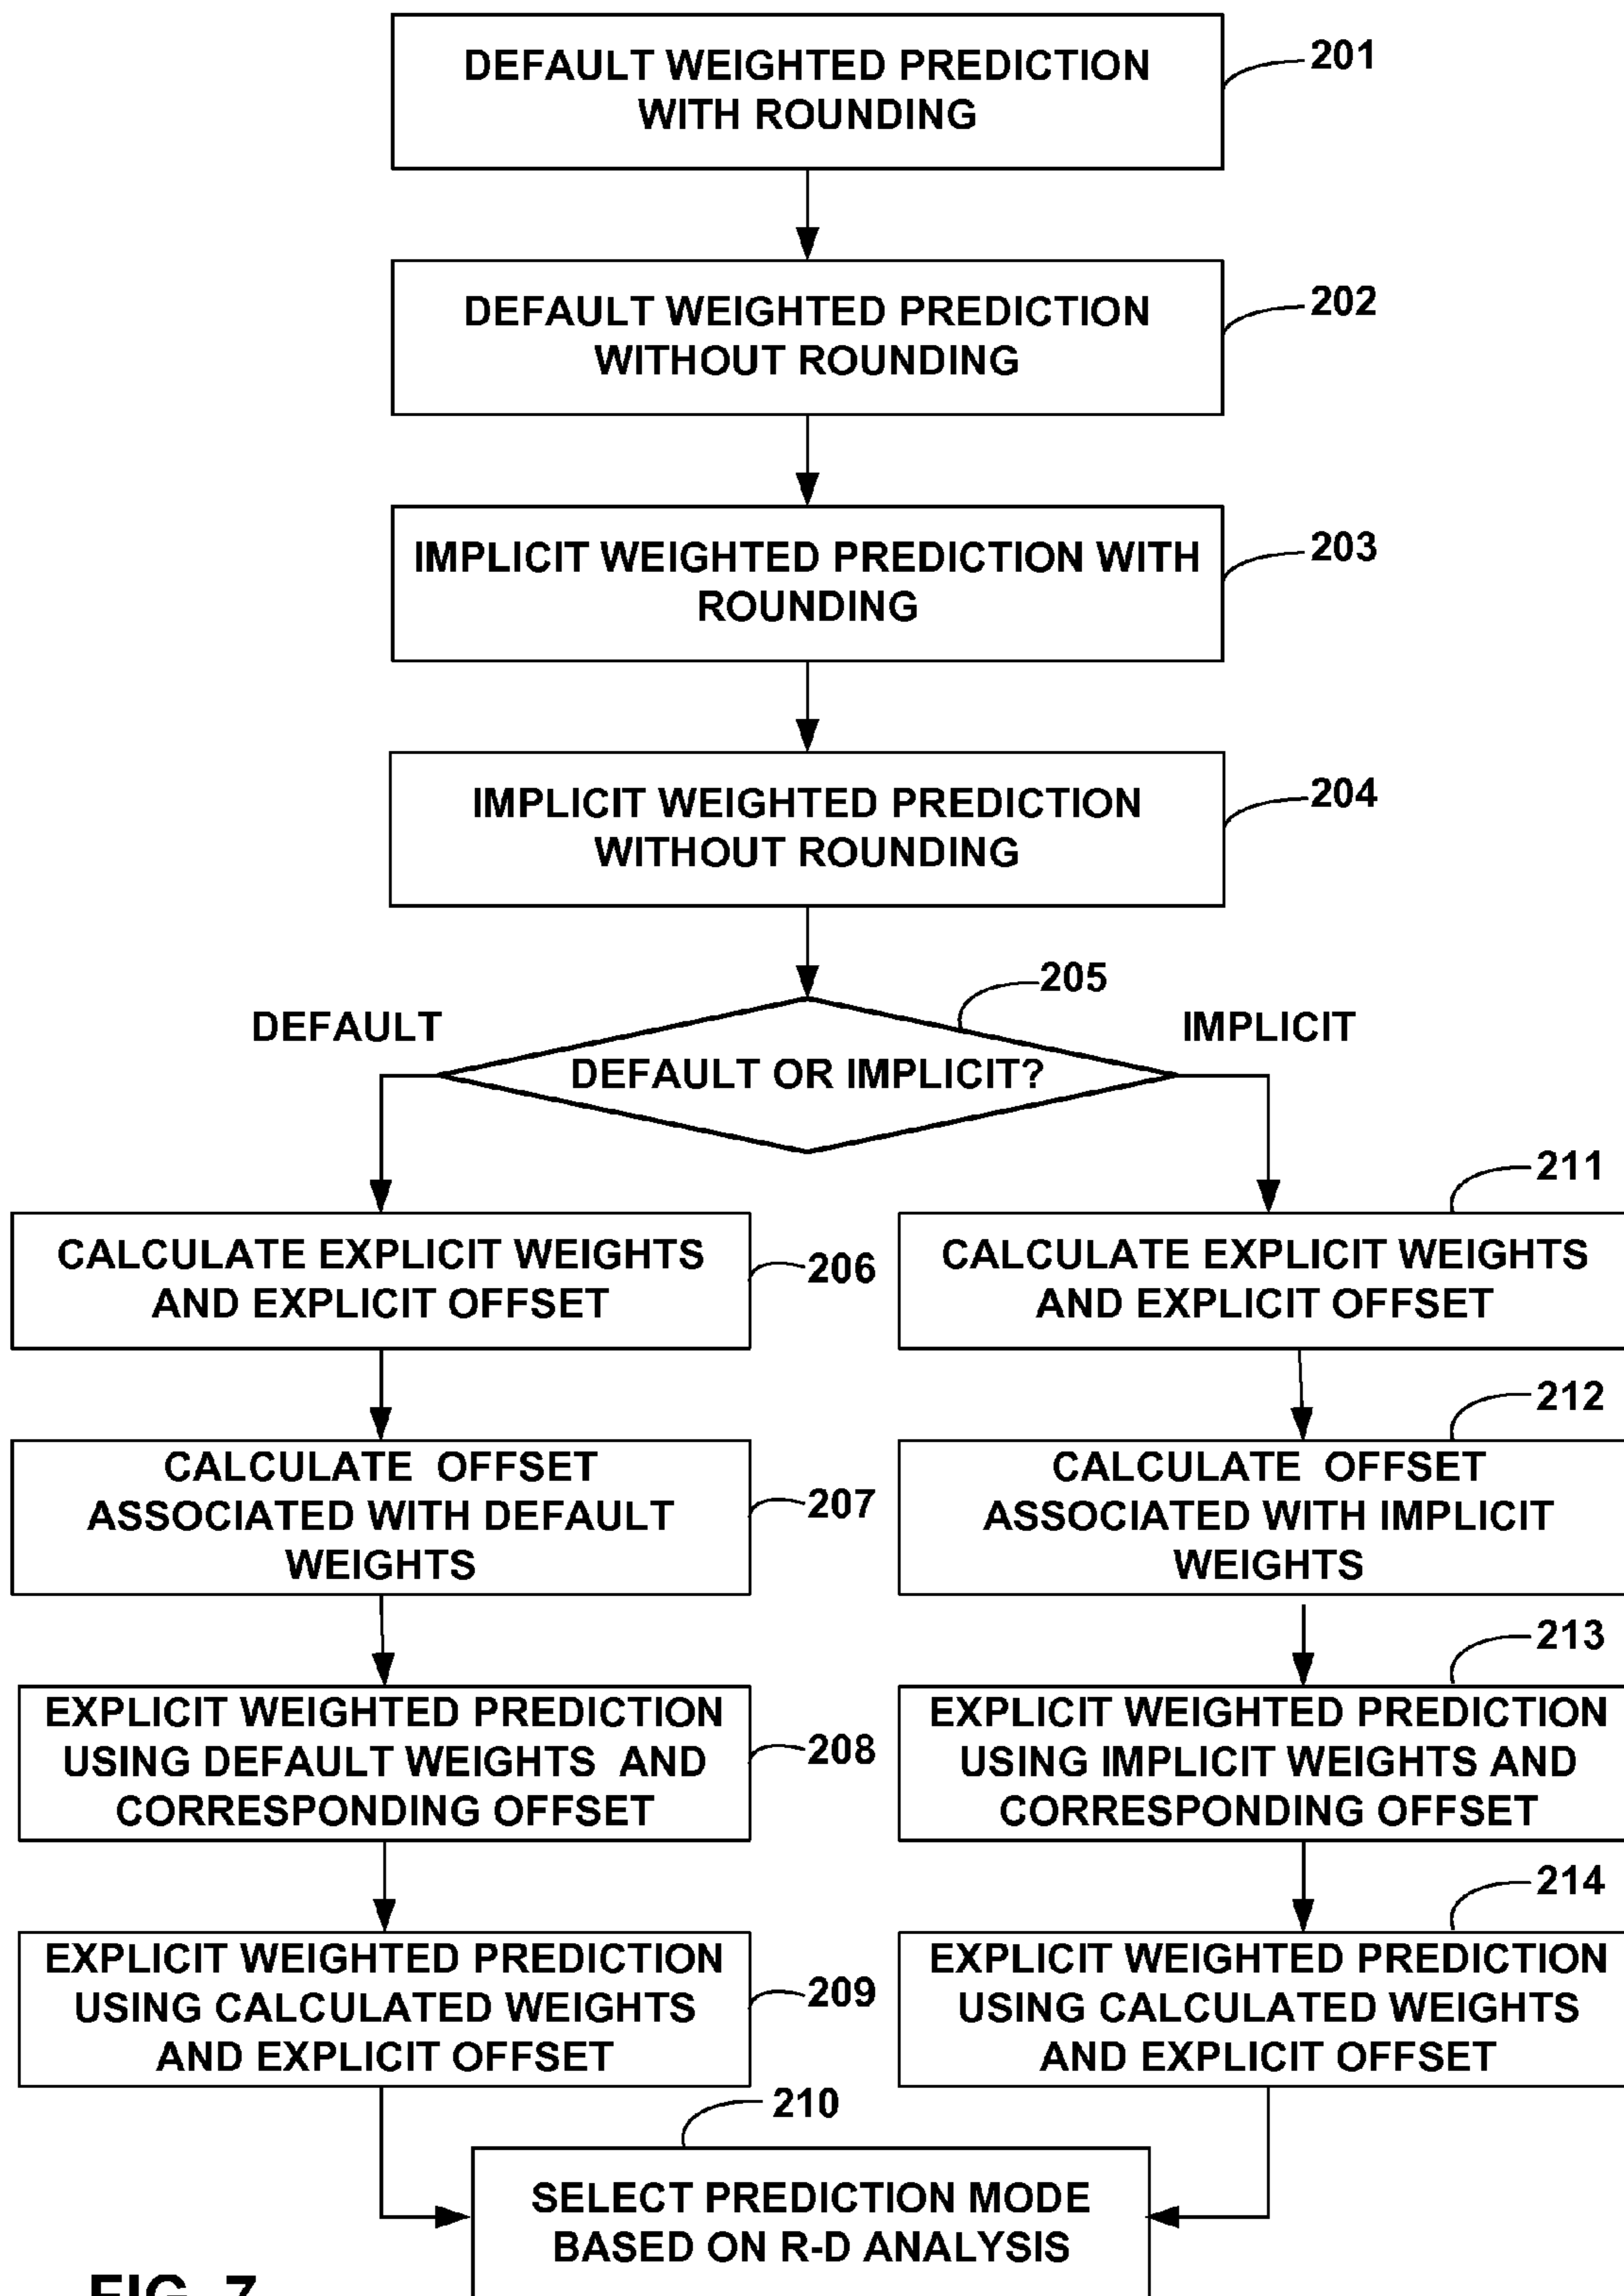 DEFAULT WEIGHTED PREDICTION
WITH ROUNDING
201
DEFAULT WEIGHTED PREDICTION
WITHOUT ROUNDING
202
IMPLICIT WEIGHTED PREDICTION WITH
ROUNDING
203
IMPLICIT WEIGHTED PREDICTION
WITHOUT ROUNDING
204
205
DEFAULT
IMPLICIT
DEFAULT OR IMPLICIT?
CALCULATE EXPLICIT WEIGHTS
AND EXPLICIT OFFSET
206
CALCULATE OFFSET
ASSOCIATED WITH DEFAULT
WEIGHTS
207
EXPLICIT WEIGHTED PREDICTION
USING DEFAULT WEIGHTS AND
CORRESPONDING OFFSET
208
EXPLICIT WEIGHTED PREDICTION
USING CALCULATED WEIGHTS
AND EXPLICIT OFFSET
209
211
CALCULATE EXPLICIT WEIGHTS
AND EXPLICIT OFFSET
212
CALCULATE OFFSET
ASSOCIATED WITH IMPLICIT
WEIGHTS
213
EXPLICIT WEIGHTED PREDICTION
USING IMPLICIT WEIGHTS AND
CORRESPONDING OFFSET
214
EXPLICIT WEIGHTED PREDICTION
USING CALCULATED WEIGHTS
AND EXPLICIT OFFSET
210
SELECT PREDICTION MODE
BASED ON R-D ANALYSIS
FIG. 7